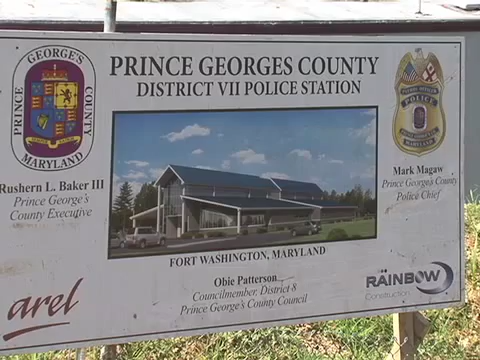 PRINCE GEORGES COUNTY
DISTRICT VII POLICE STATION
PRINCE GEORGE'S COUNTY
MARYLAND
POLICE
Rushern L. Baker III
Prince George's
County Executive
Mark Magaw
Prince George's County
Police Chief
FORT WASHINGTON, MARYLAND
Obie Patterson
Councilmember, District 8
Prince George's County Council
arel
RAINBOW
Construction